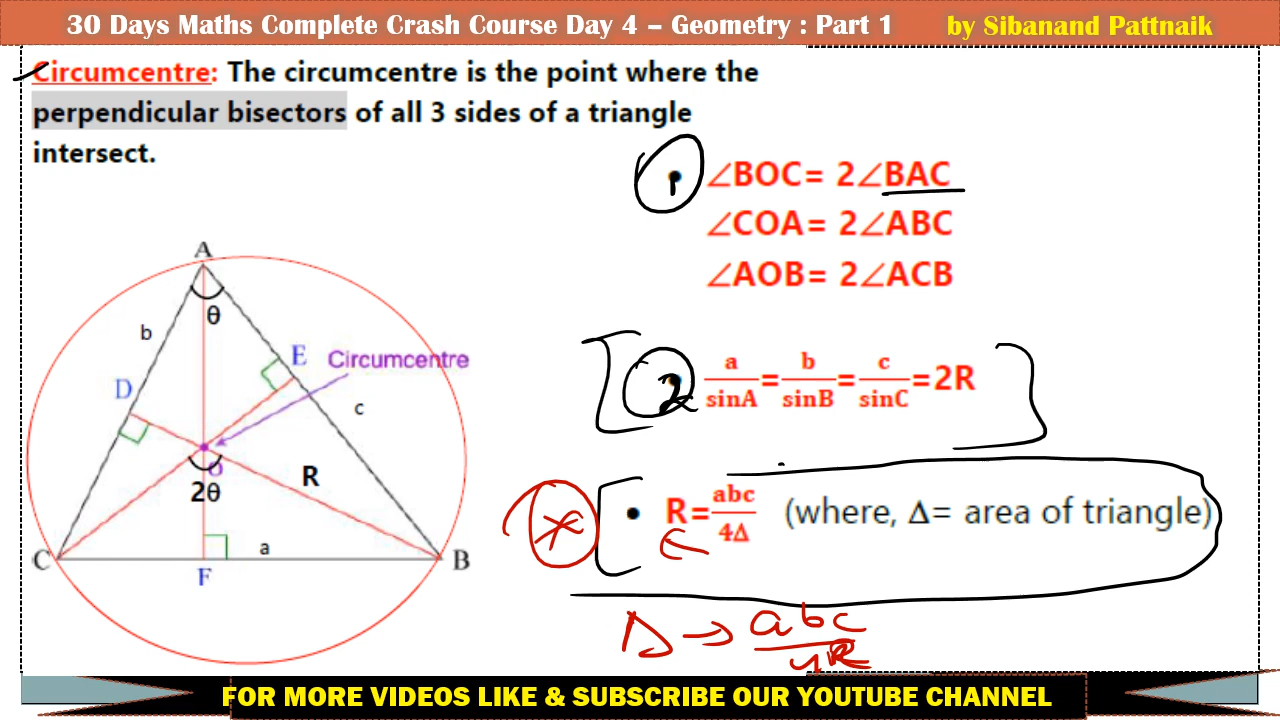 30 Days Maths Complete Crash Course Day 4 – Geometry : Part 1 by Sibanand Pattnaik
Circumcentre: The circumcentre is the point where the
perpendicular bisectors of all 3 sides of a triangle
intersect.
1 ∠BOC= 2∠BAC
∠COA= 2∠ABC
∠AOB= 2∠ACB
A
θ
b
E
Circumcentre
D
c
O
2θ
R
C
a
B
F
2 a/sinA = b/sinB = c/sinC = 2R
• R= abc/4Δ (where, Δ= area of triangle)
Δ → abc/4R
FOR MORE VIDEOS LIKE & SUBSCRIBE OUR YOUTUBE CHANNEL